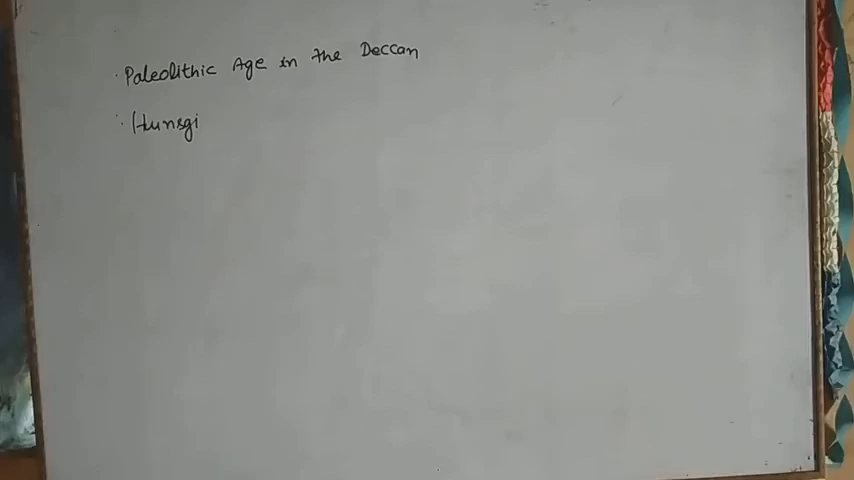 · Paleolithic Age in the Deccan
∴ Hunsgi